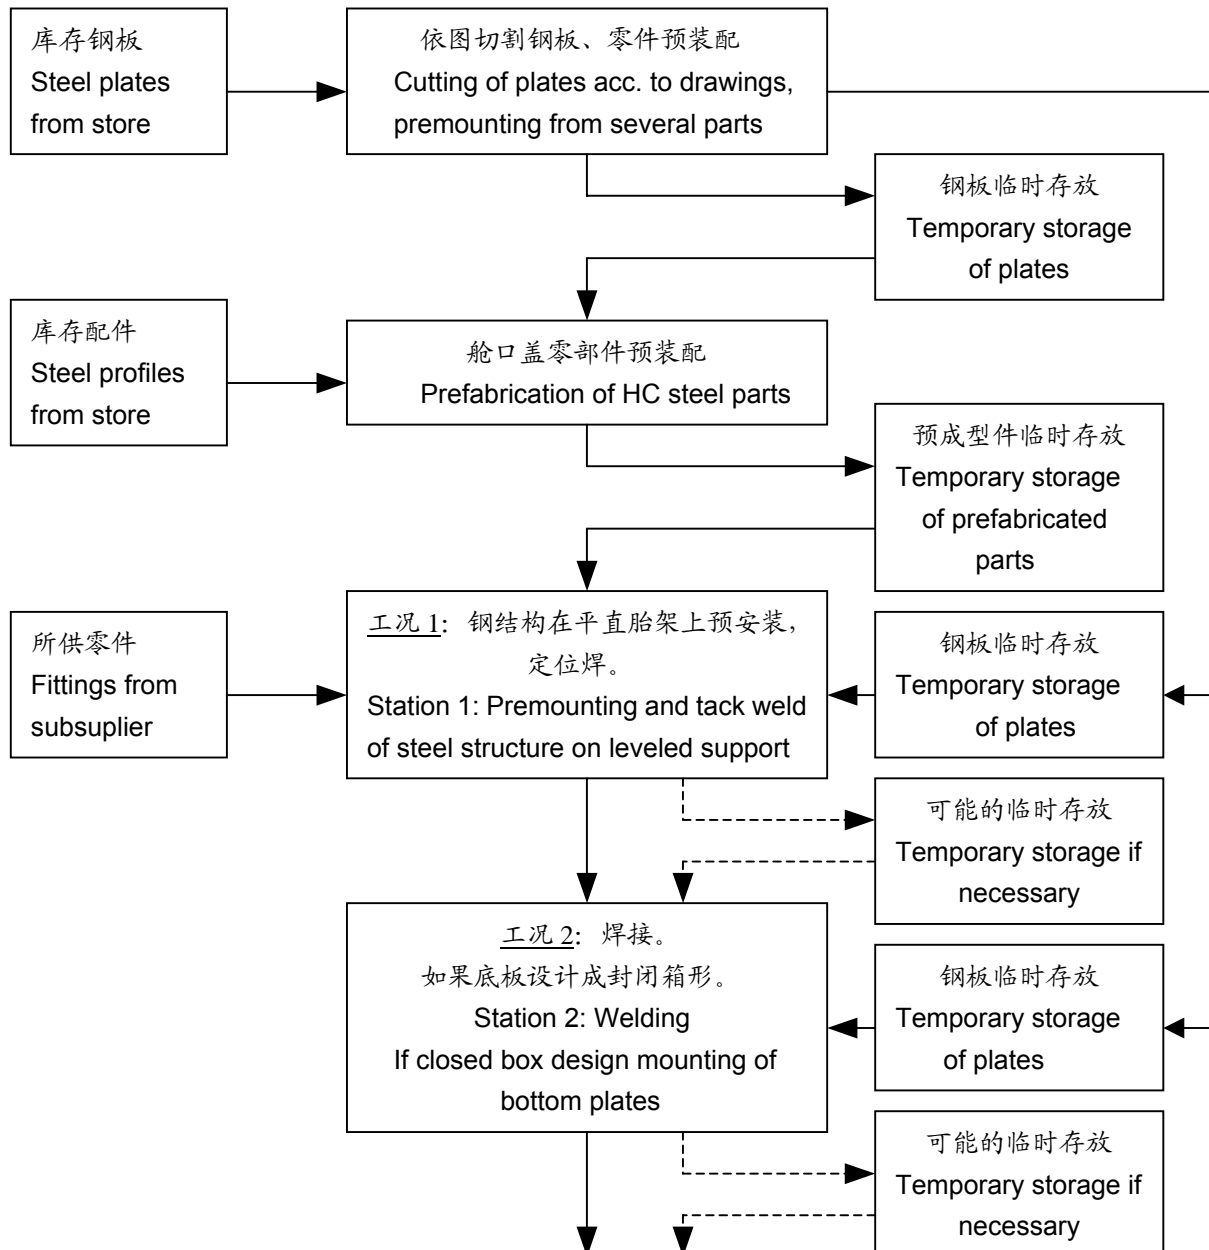 库存钢板
Steel plates
from store
依图切割钢板、零件预装配
Cutting of plates acc. to drawings,
premounting from several parts
钢板临时存放
Temporary storage
of plates
库存配件
Steel profiles
from store
舱口盖零部件预装配
Prefabrication of HC steel parts
预成型件临时存放
Temporary storage
of prefabricated
parts
所供零件
Fittings from
subsuplier
工况 1：钢结构在平直胎架上预安装，
定位焊。
Station 1: Premounting and tack weld
of steel structure on leveled support
钢板临时存放
Temporary storage
of plates
可能的临时存放
Temporary storage if
necessary
工况 2：焊接。
如果底板设计成封闭箱形。
Station 2: Welding
If closed box design mounting of
bottom plates
钢板临时存放
Temporary storage
of plates
可能的临时存放
Temporary storage if
necessary